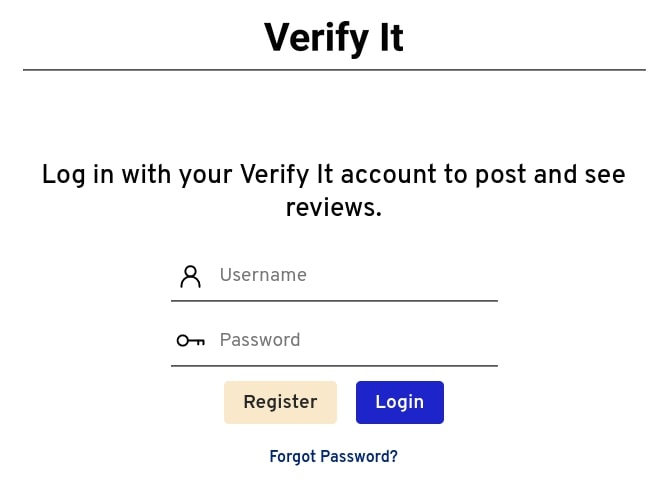 Verify It
Log in with your Verify It account to post and see
reviews.
Username
Password
Register Login
Forgot Password?